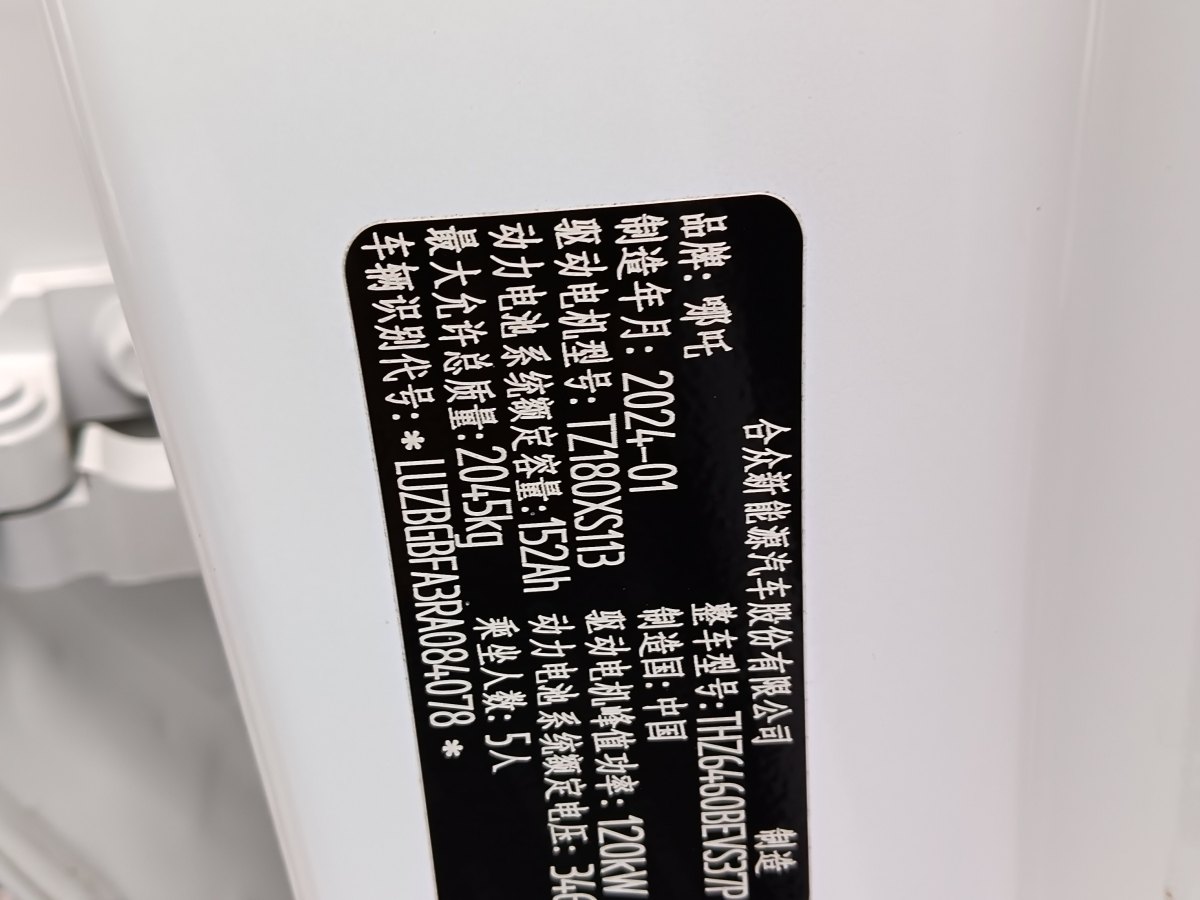 合众新能源汽车股份有限公司 制造
品牌: 哪吒 整车型号: THZ6460BEVS37P
制造年月: 2024-01 制造国: 中国
驱动电机型号: TZ180XS113 驱动电机峰值功率: 120kW
动力电池系统额定容量: 152Ah 动力电池系统额定电压: 346
最大允许总质量: 2045kg 乘坐人数: 5人
车辆识别代号: * LUZBGBFA3RA084078 *